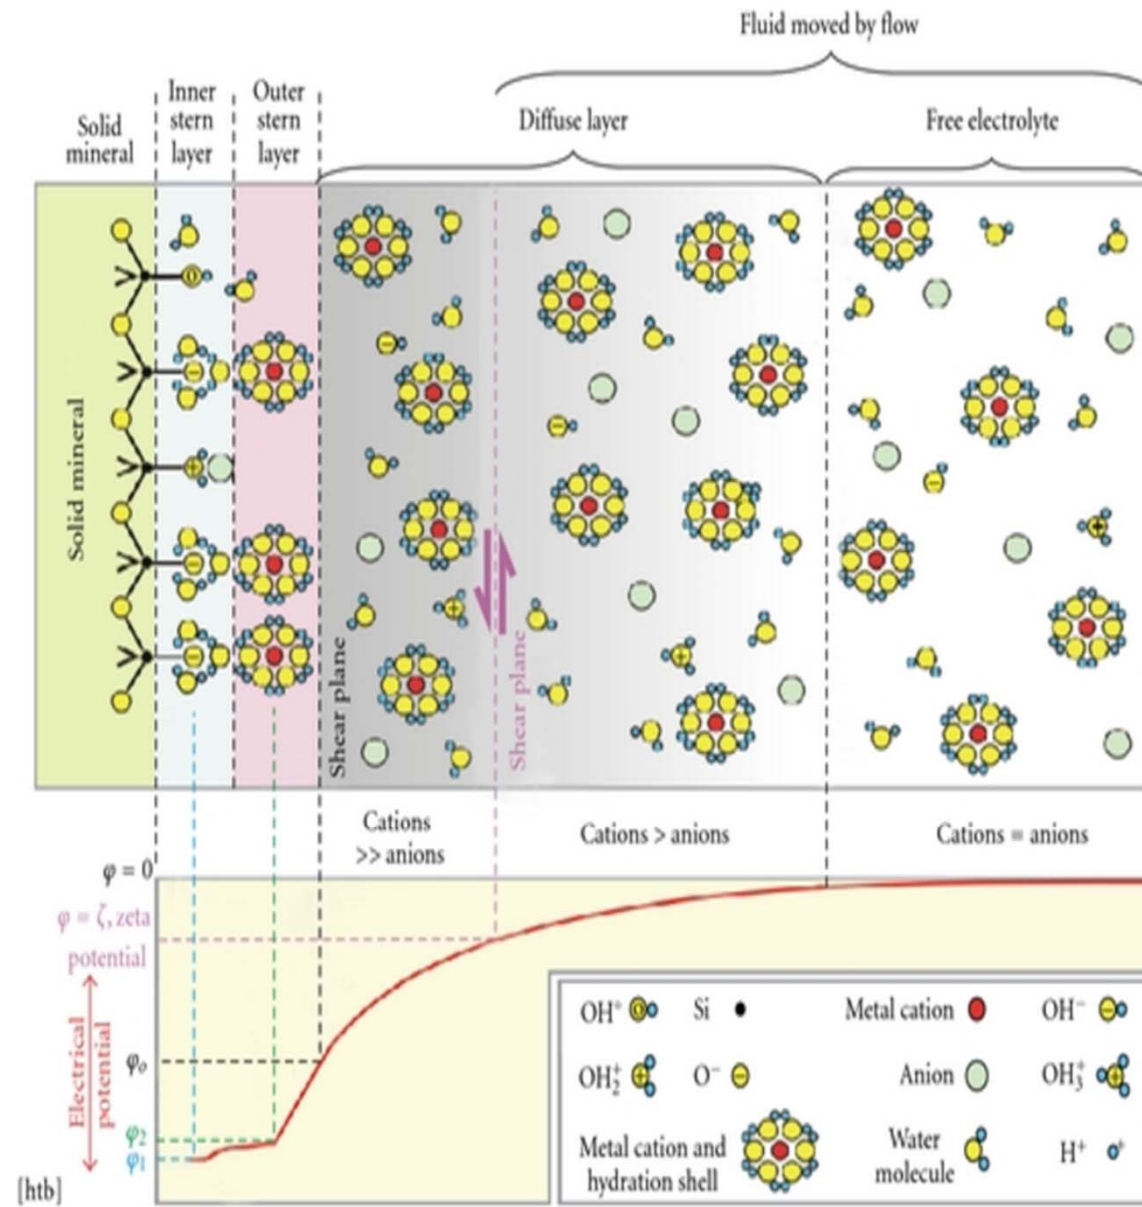 Fluid moved by flow
Inner
stern
layer
Outer
stern
layer
Solid
mineral
Diffuse layer
Free electrolyte
Solid mineral
Shear plane
Shear plane
Cations
>> anions
Cations > anions
Cations = anions
φ = 0
φ = ζ, zeta
potential
Electrical
potential
φ₀
φ2
φ1
OH°
Si
Metal cation
OH⁻
OH₂⁺
O⁻
Anion
OH₃⁺
Metal cation and
hydration shell
Water
molecule
H⁺
[htb]